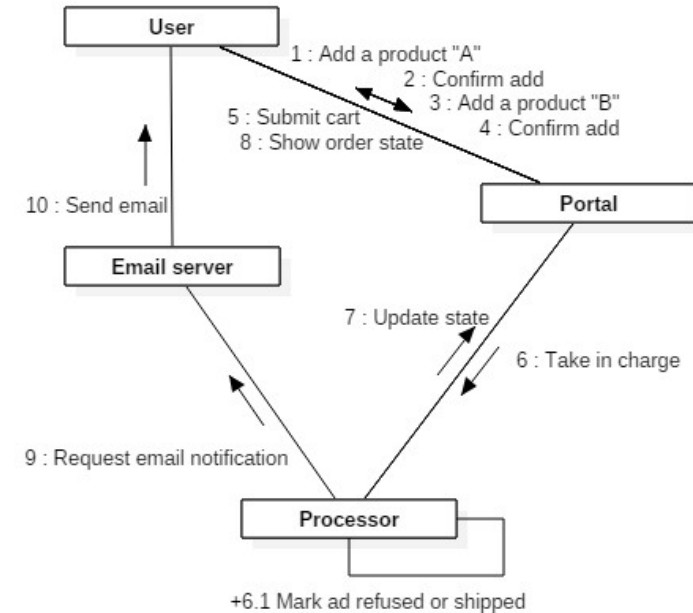 User
1 : Add a product "A"
2 : Confirm add
3 : Add a product "B"
5 : Submit cart
4 : Confirm add
8 : Show order state
10 : Send email
Portal
Email server
7 : Update state
6 : Take in charge
9 : Request email notification
Processor
+6.1 Mark ad refused or shipped